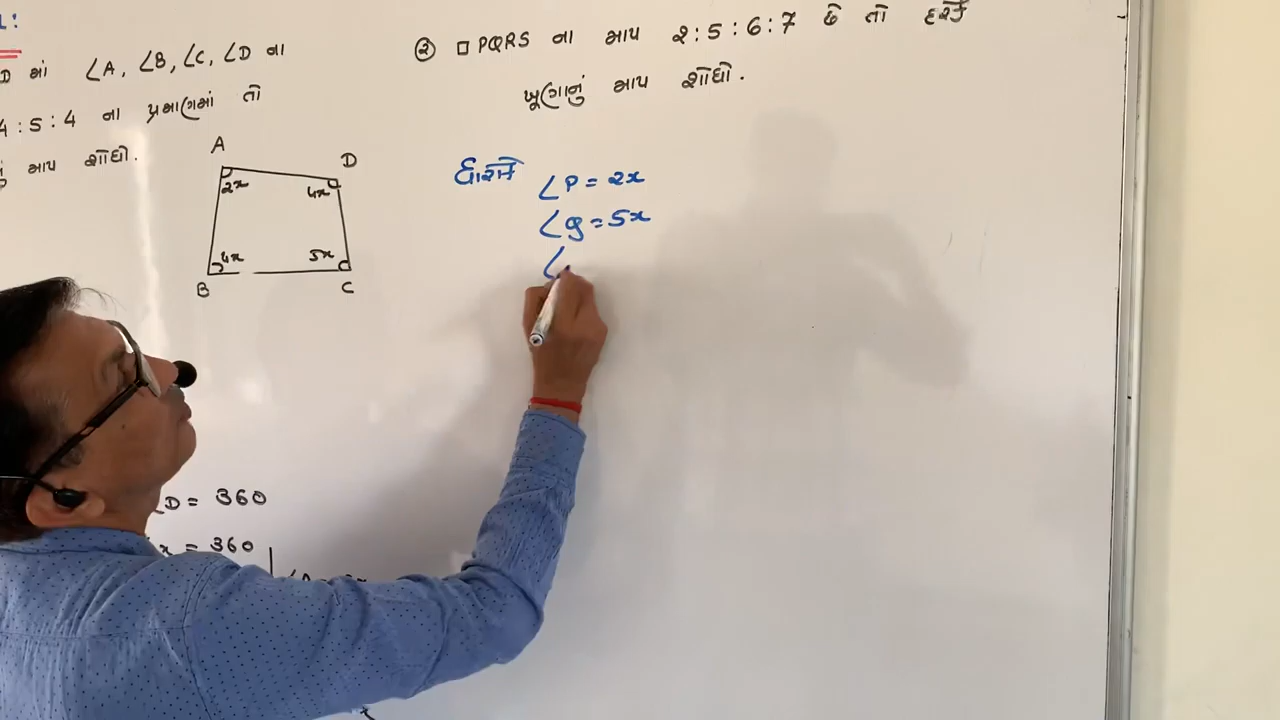 D માં ∠A, ∠B, ∠C, ∠D ના
4 : 5 : 4 ના પ્રમાણમાં તો
નું માપ શોધો.
A
D
2x
4x
4x
5x
B
C
∠D = 360
x = 360
② □ PQRS ના માપ 2 : 5 : 6 : 7 છે તો દરેક
ખૂણાનું માપ શોધો.
ધારોકે ∠P = 2x
∠Q = 5x
∠